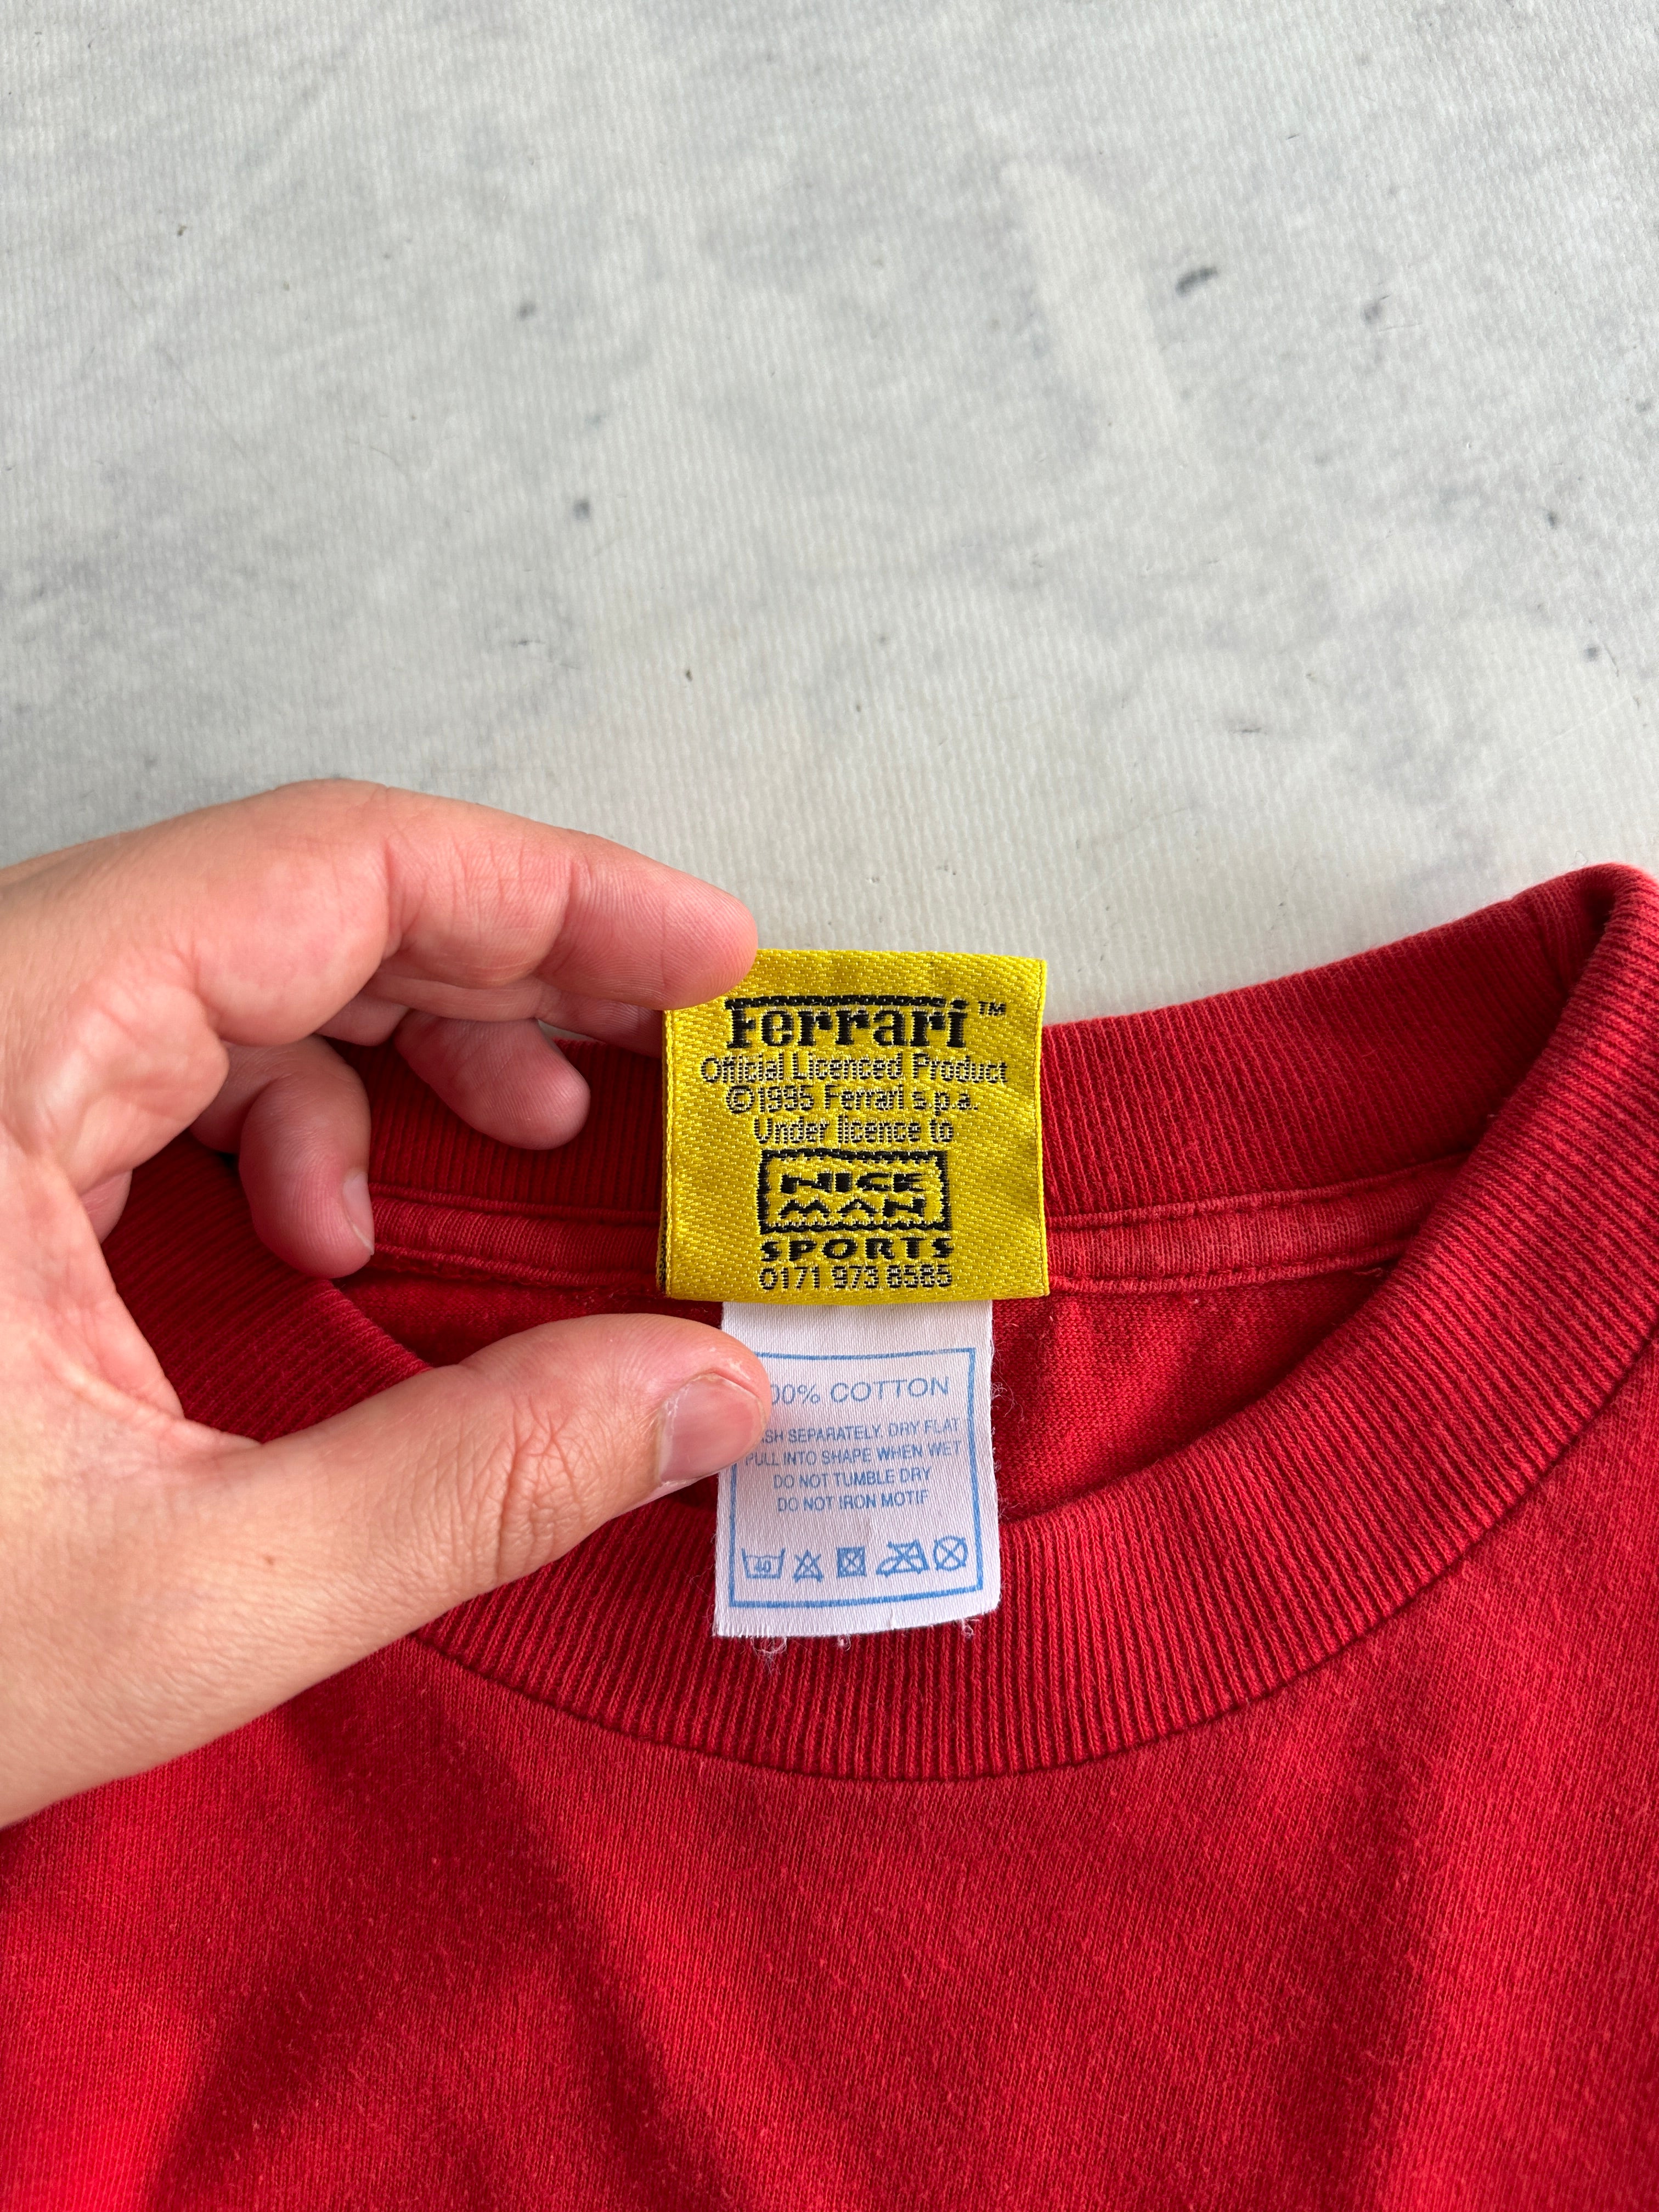 Ferrari™
Official Licenced Product
©1995 Ferrari s.p.a.
Under licence to
NICE
MAN
SPORTS
0171 973 8585
00% COTTON
SH SEPARATELY. DRY FLAT
PULL INTO SHAPE WHEN WET
DO NOT TUMBLE DRY
DO NOT IRON MOTIF
40